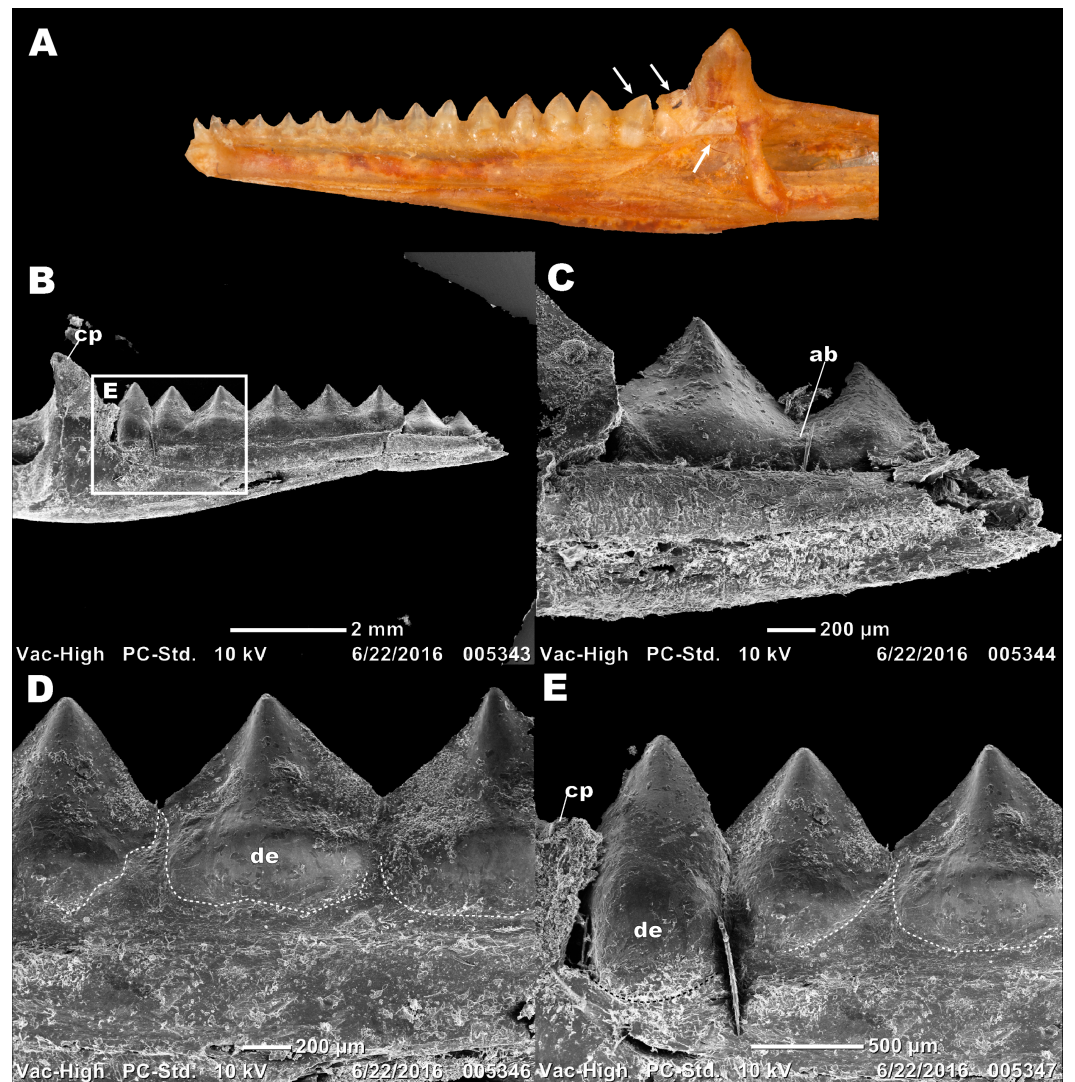 A
B
cp
E
2 mm
Vac-High PC-Std. 10 kV 6/22/2016 005343
C
ab
200 µm
Vac-High PC-Std. 10 kV 6/22/2016 005344
D
de
200 µm
Vac-High PC-Std. 10 kV 6/22/2016 005346
E
cp
de
500 µm
Vac-High PC-Std. 10 kV 6/22/2016 005347